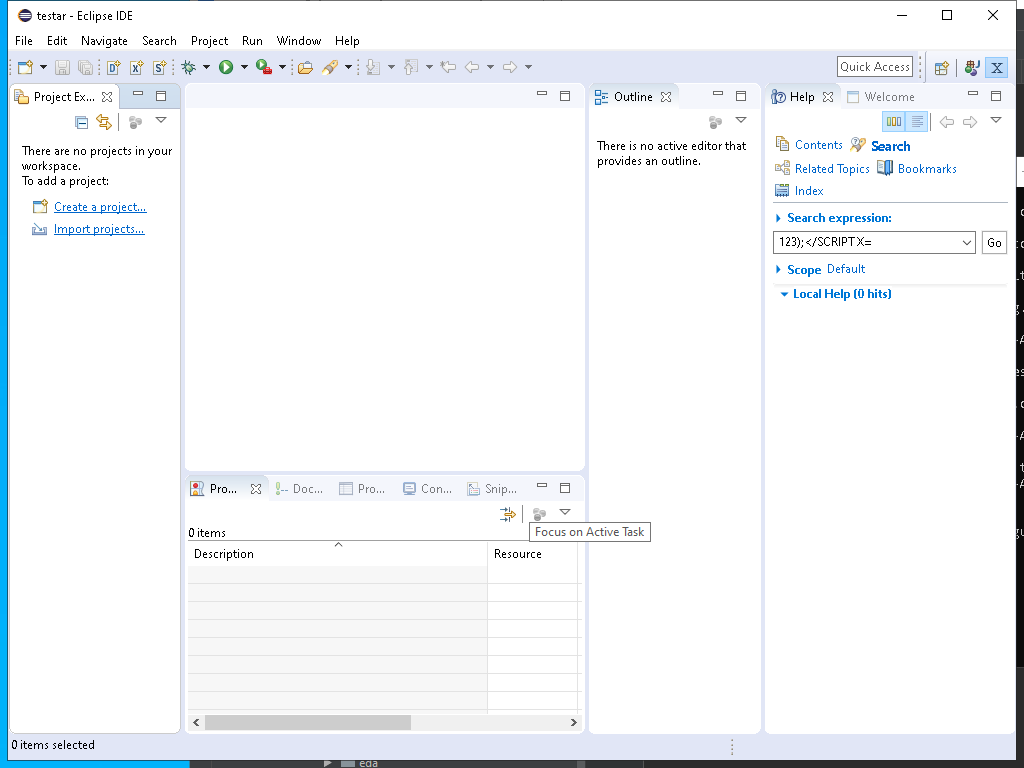 testar - Eclipse IDE
File Edit Navigate Search Project Run Window Help
Quick Access
Project Ex...
There are no projects in your
workspace.
To add a project:
Create a project...
Import projects...
Outline
There is no active editor that
provides an outline.
Help
Welcome
Contents Search
Related Topics Bookmarks
Index
Search expression:
123);</SCRIPT X=
Go
Scope Default
Local Help (0 hits)
Pro... Doc... Pro... Con... Snip...
0 items
Focus on Active Task
Description Resource
0 items selected
eda